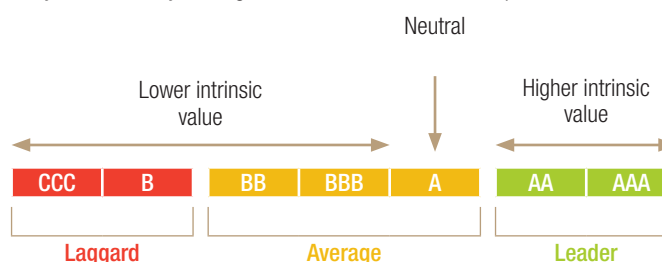 Neutral
Lower intrinsic
value
Higher intrinsic
value
CCC B BB BBB A AA AAA
Laggard Average Leader